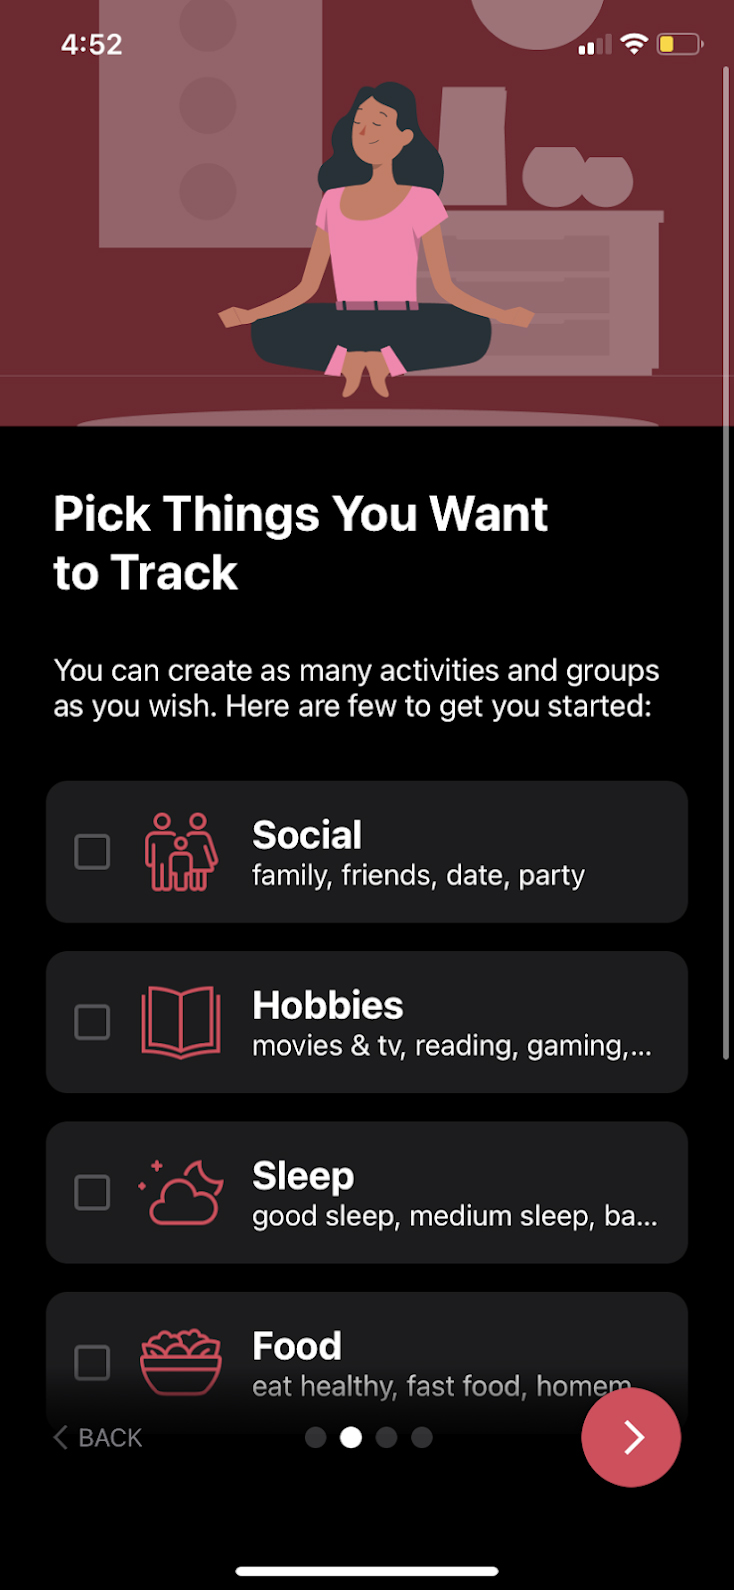 4:52
Pick Things You Want
to Track
You can create as many activities and groups
as you wish. Here are few to get you started:
Social
family, friends, date, party
Hobbies
movies & tv, reading, gaming,...
Sleep
good sleep, medium sleep, ba...
Food
eat healthy, fast food, homem
BACK